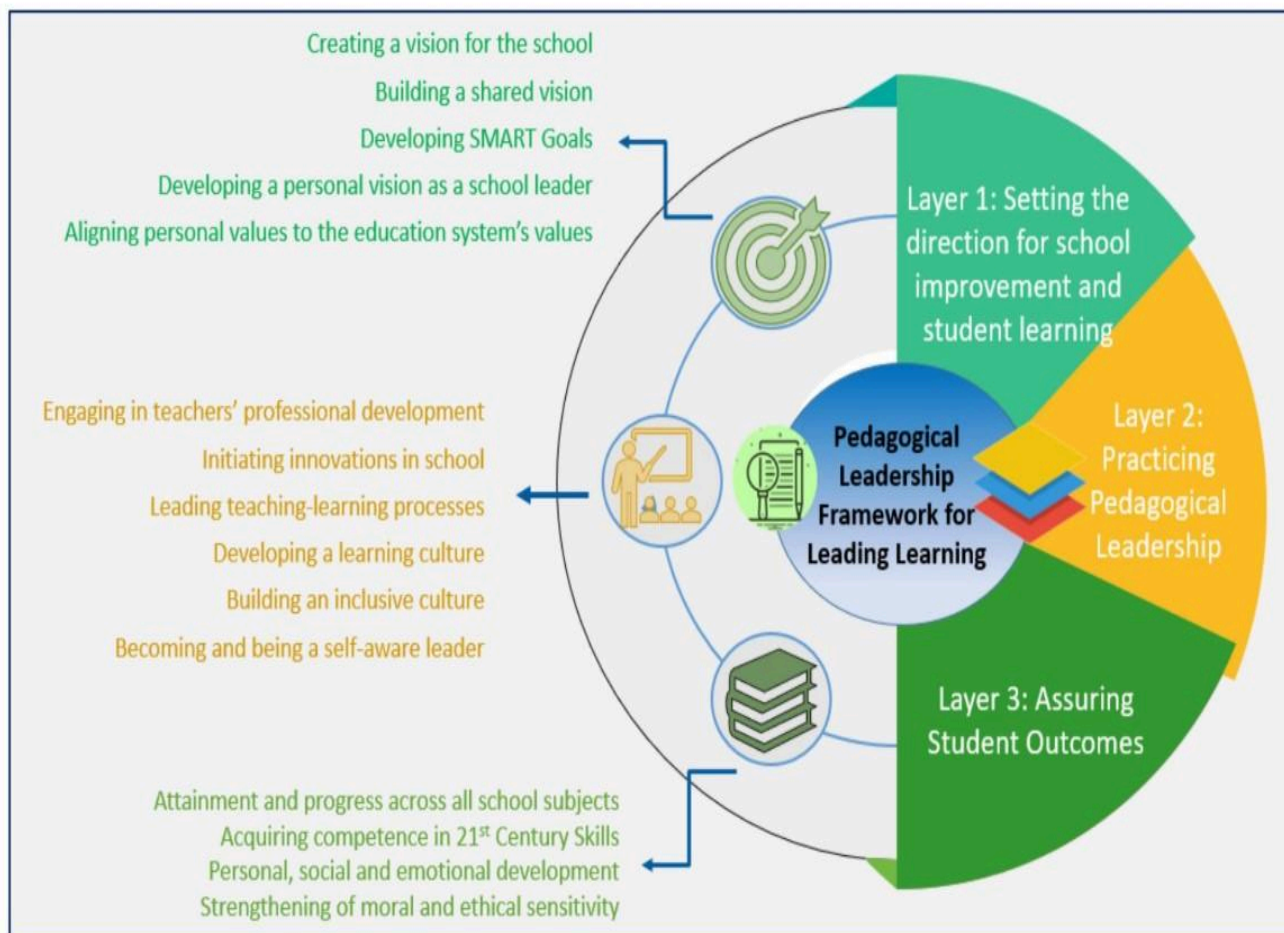 Creating a vision for the school
Building a shared vision
Developing SMART Goals
Developing a personal vision as a school leader
Aligning personal values to the education system's values
Engaging in teachers' professional development
Initiating innovations in school
Leading teaching-learning processes
Developing a learning culture
Building an inclusive culture
Becoming and being a self-aware leader
Attainment and progress across all school subjects
Acquiring competence in 21st Century Skills
Personal, social and emotional development
Strengthening of moral and ethical sensitivity
Pedagogical
Leadership
Framework for
Leading Learning
Layer 1: Setting the
direction for school
improvement and
student learning
Layer 2:
Practicing
Pedagogical
Leadership
Layer 3: Assuring
Student Outcomes